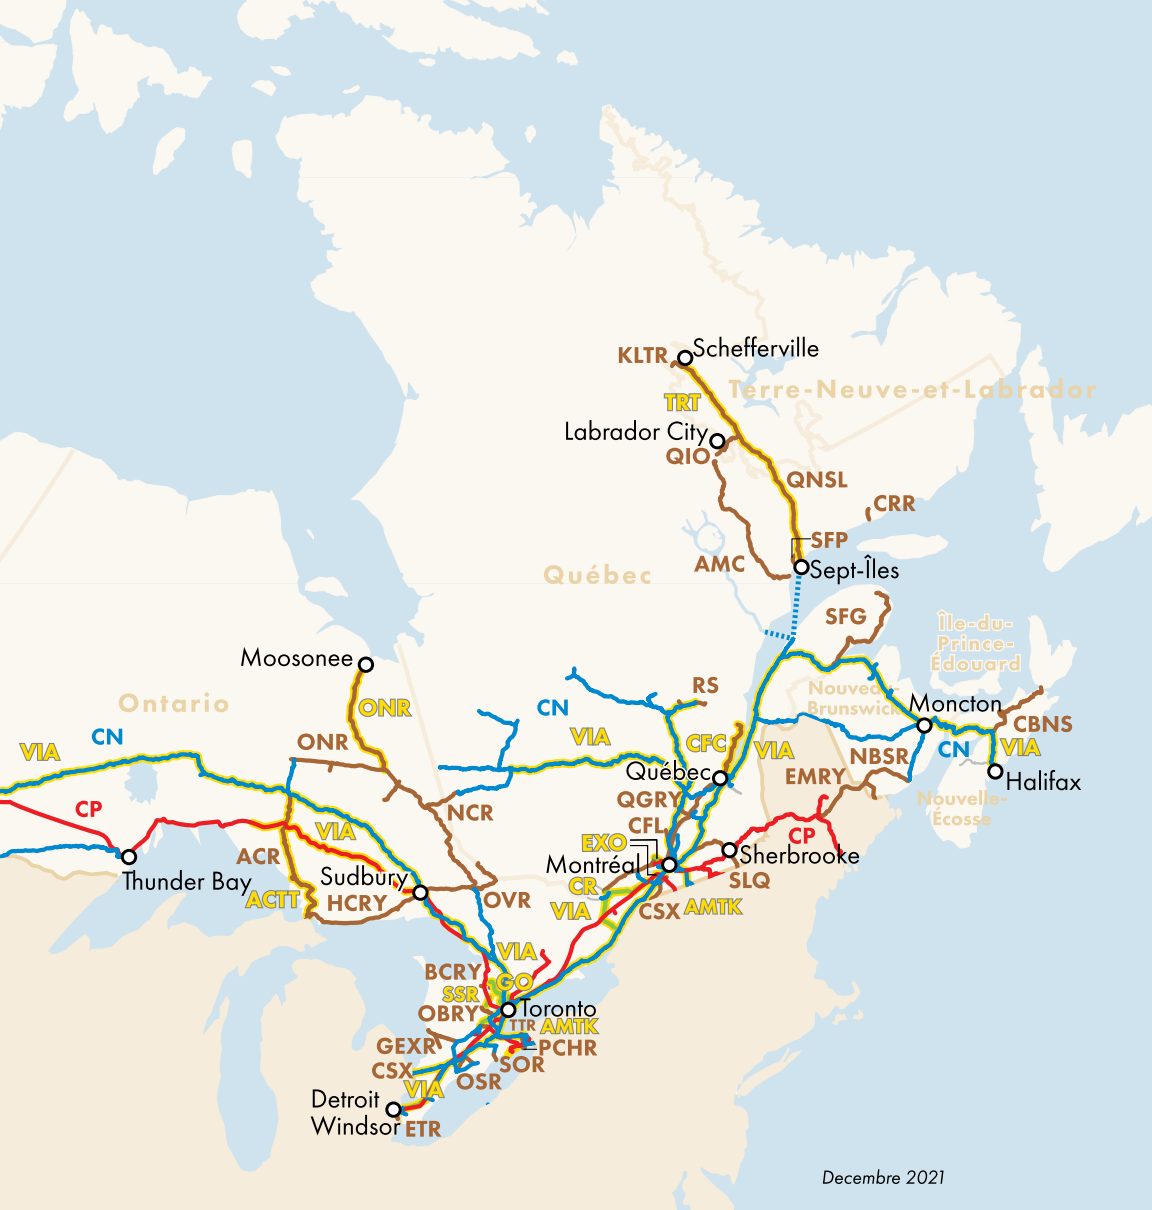 Schefferville
KLTR
Terre-Neuve-et-Labrador
TRT
Labrador City
QIO
QNSL
CRR
SFP
AMC
Sept-Îles
Québec
SFG
Île-du-
Prince-
Édouard
Moosonee
RS
Nouveau-
Brunswick
Ontario
ONR
CN
Moncton
CBNS
VIA
CN
ONR
VIA
CFC
VIA
NBSR
CN
VIA
Québec
EMRY
Halifax
CP
NCR
QGRY
Nouvelle-
Écosse
VIA
CFL
CP
EXO
ACR
Montréal
Sherbrooke
Thunder Bay
Sudbury
CR
SLQ
ACTT
HCRY
OVR
VIA
CSX
AMTK
VIA
BCRY
GO
SSR
OBRY
Toronto
TTR
AMTK
GEXR
PCHR
CSX
SOR
OSR
VIA
Detroit
Windsor
ETR
Decembre 2021